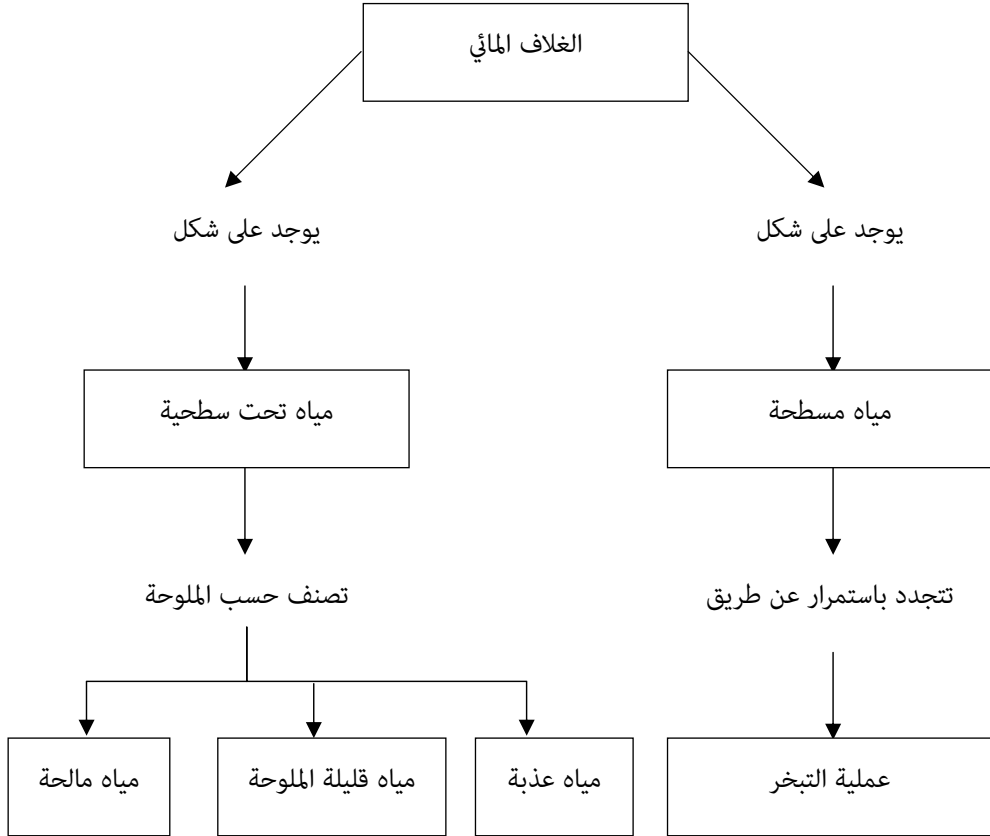 الغلاف المائي
يوجد على شكل
يوجد على شكل
مياه مسطحة
مياه تحت سطحية
تتجدد باستمرار عن طريق
تصنف حسب الملوحة
عملية التبخر
مياه عذبة
مياه قليلة الملوحة
مياه مالحة